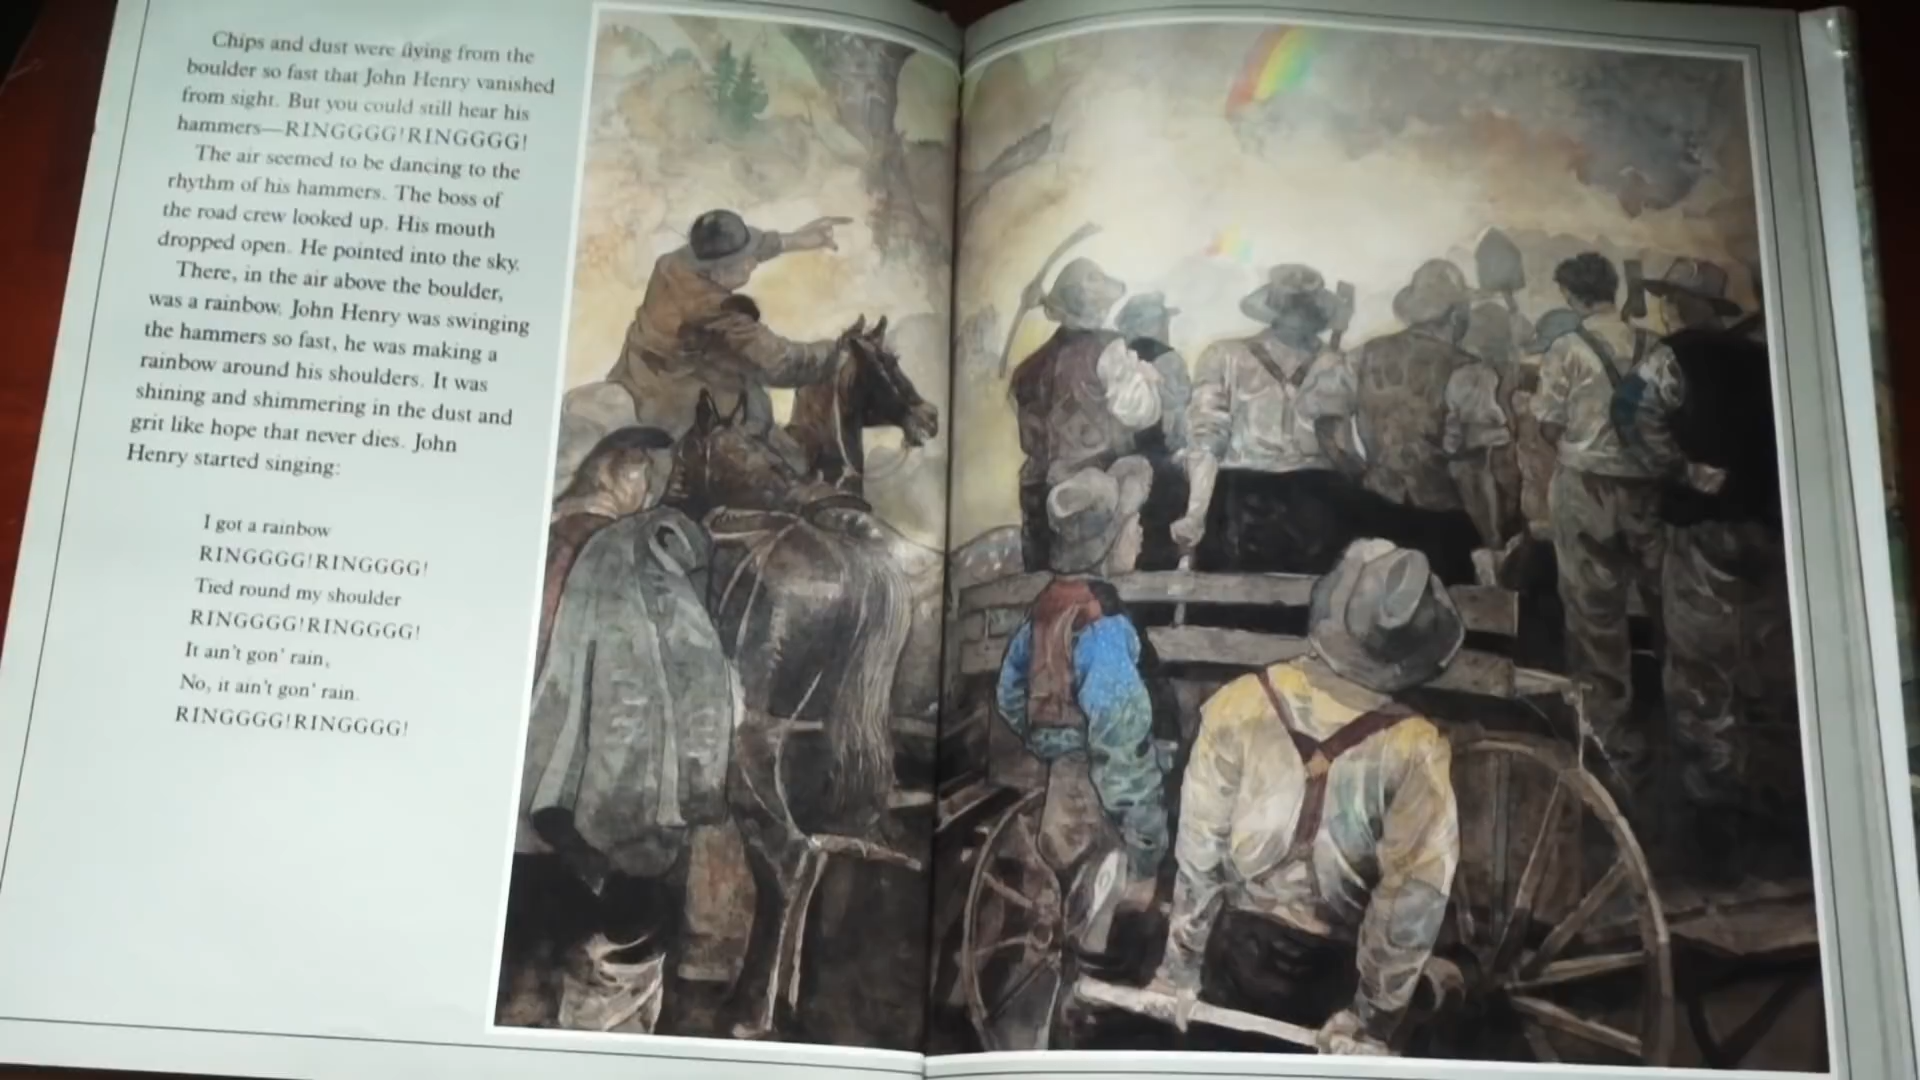 Chips and dust were flying from the
boulder so fast that John Henry vanished
from sight. But you could still hear his
hammers—RINGGGG!RINGGGG!
The air seemed to be dancing to the
rhythm of his hammers. The boss of
the road crew looked up. His mouth
dropped open. He pointed into the sky.
There, in the air above the boulder,
was a rainbow. John Henry was swinging
the hammers so fast, he was making a
rainbow around his shoulders. It was
shining and shimmering in the dust and
grit like hope that never dies. John
Henry started singing:
I got a rainbow
RINGGGG!RINGGGG!
Tied round my shoulder
RINGGGG!RINGGGG!
It ain't gon' rain,
No, it ain't gon' rain.
RINGGGG!RINGGGG!